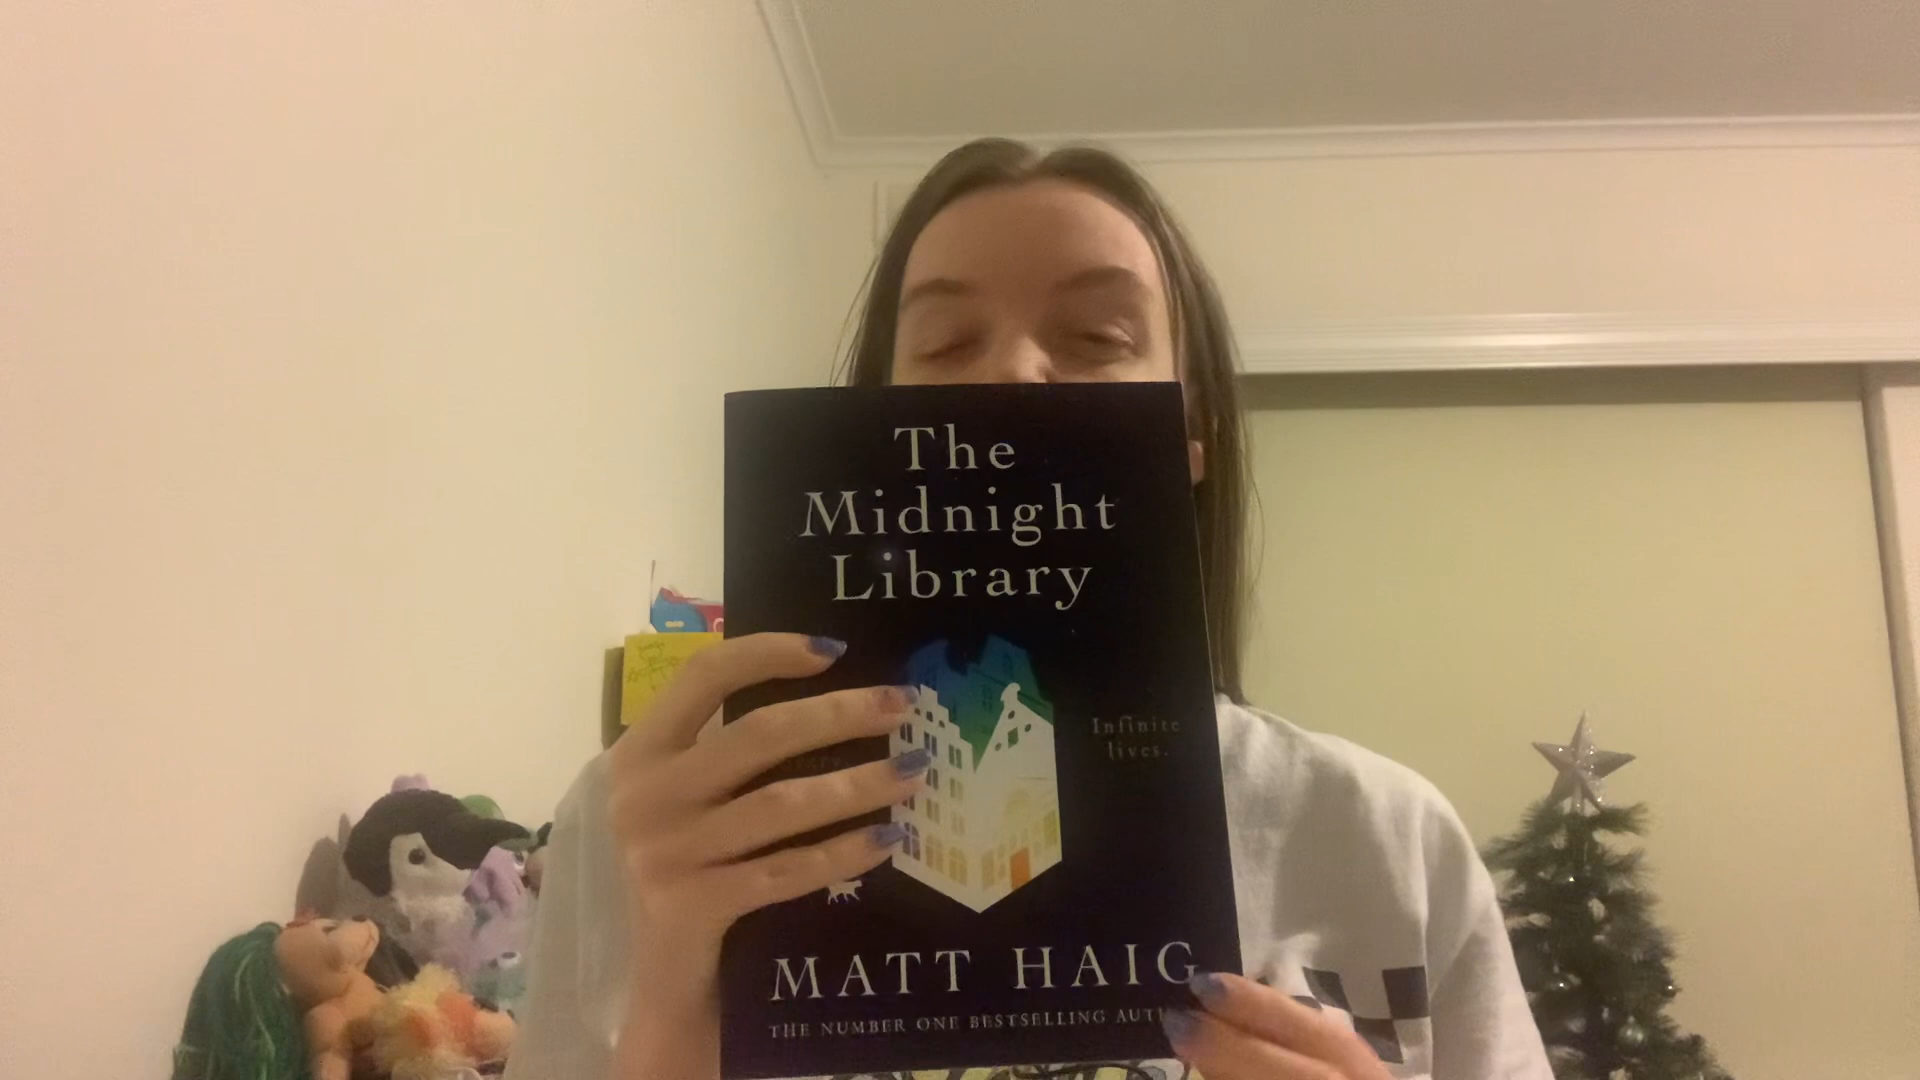 The
Midnight
Library
Infinite
lives.
MATT HAIG
THE NUMBER ONE BESTSELLING